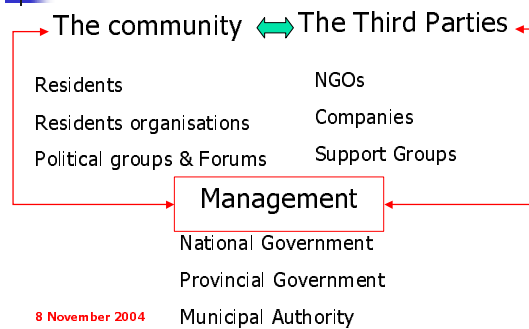 The community
The Third Parties
Residents
Residents organisations
Political groups & Forums
NGOs
Companies
Support Groups
Management
National Government
Provincial Government
Municipal Authority
8 November 2004